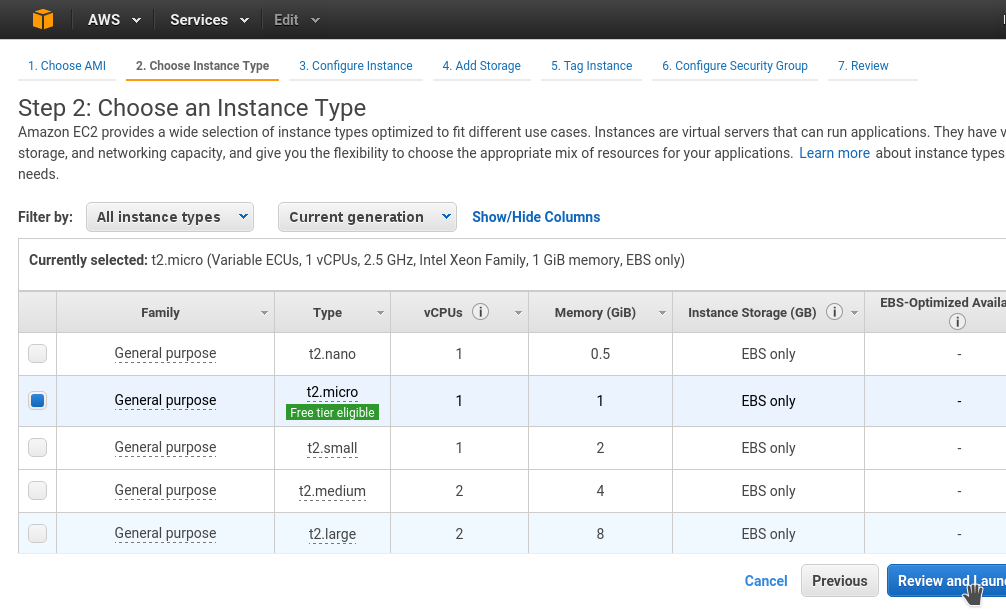 AWS Services Edit
1. Choose AMI 2. Choose Instance Type 3. Configure Instance 4. Add Storage 5. Tag Instance 6. Configure Security Group 7. Review
Step 2: Choose an Instance Type
Amazon EC2 provides a wide selection of instance types optimized to fit different use cases. Instances are virtual servers that can run applications. They have
storage, and networking capacity, and give you the flexibility to choose the appropriate mix of resources for your applications. Learn more about instance types
needs.
Filter by: All instance types Current generation Show/Hide Columns
Currently selected: t2.micro (Variable ECUs, 1 vCPUs, 2.5 GHz, Intel Xeon Family, 1 GiB memory, EBS only)
Family Type vCPUs Memory (GiB) Instance Storage (GB) EBS-Optimized Availa
General purpose t2.nano 1 0.5 EBS only -
General purpose t2.micro 1 1 EBS only -
Free tier eligible
General purpose t2.small 1 2 EBS only -
General purpose t2.medium 2 4 EBS only -
General purpose t2.large 2 8 EBS only -
Cancel Previous Review and Laun